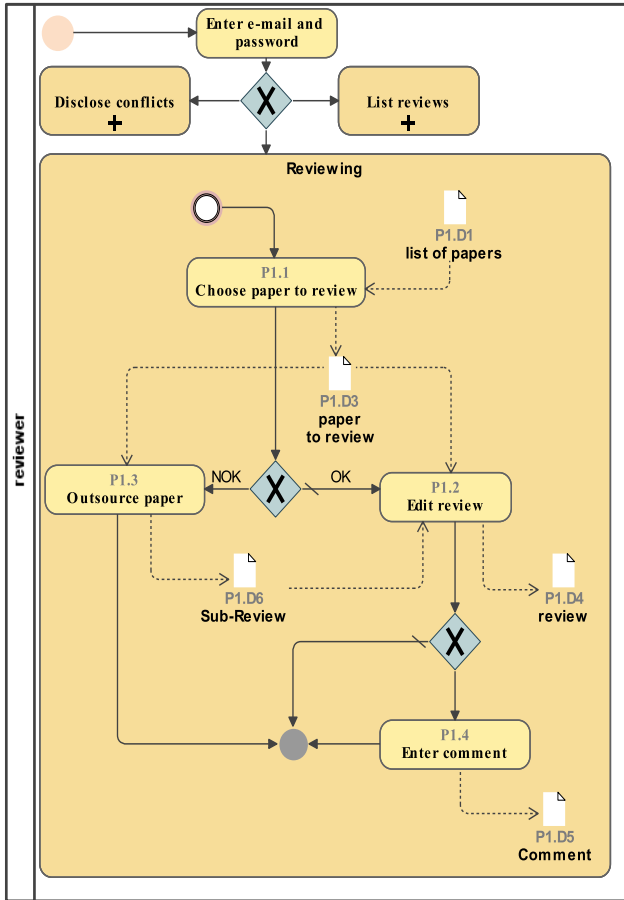 Enter e-mail and
password
Disclose conflicts
List reviews
Reviewing
P1.D1
list of papers
P1.1
Choose paper to review
P1.D3
paper
to review
reviewer
P1.3
Outsource paper
NOK
OK
P1.2
Edit review
P1.D6
Sub-Review
P1.D4
review
P1.4
Enter comment
P1.D5
Comment